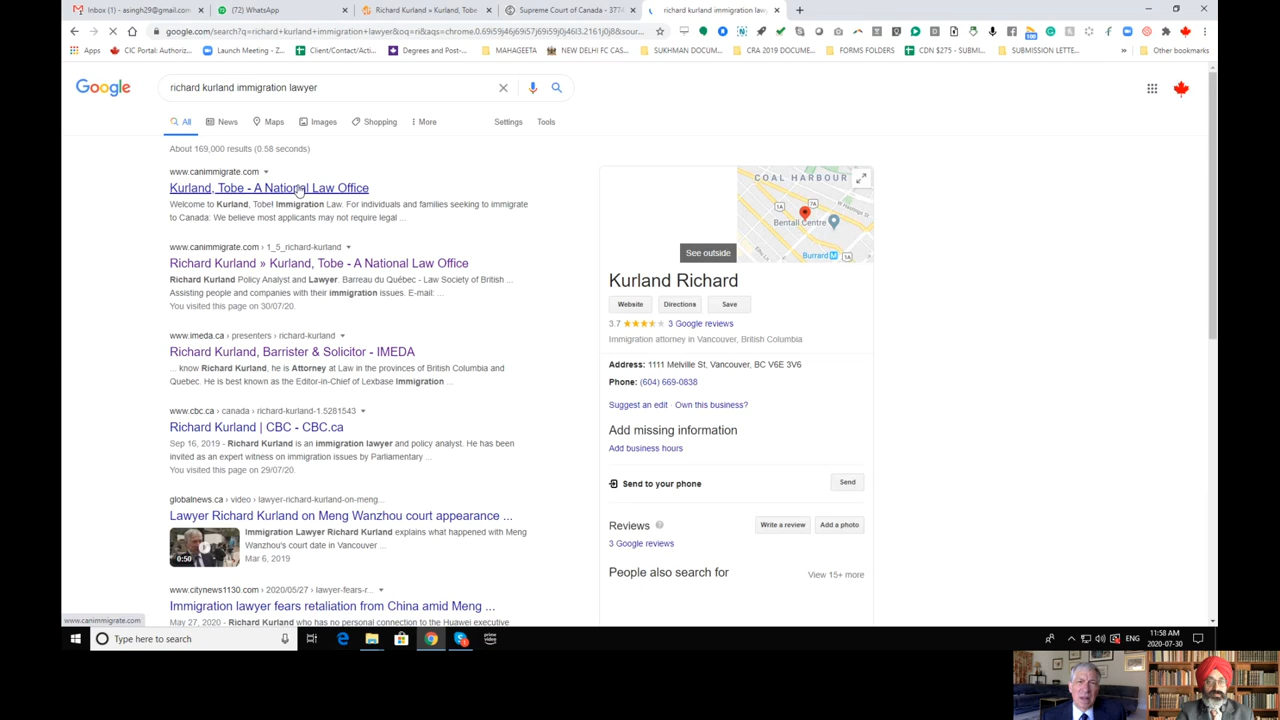 Inbox (1) - asingh29@gmail.com
(72) WhatsApp
Richard Kurland » Kurland, Tobe
Supreme Court of Canada - 3774
richard kurland immigration law
google.com/search?q=richard+kurland+immigration+lawyer&oq=ri&aqs=chrome.0.69i59j46j69i57j69i59j0j46l3.2161j0j8&sour...
Apps
CIC Portal: Authoriz...
Launch Meeting - Z...
Client/Contact/Acti...
Degrees and Post-...
MAHAGEETA
NEW DELHI FC CAS...
SUKHMAN DOCUM...
CRA 2019 DOCUME...
FORMS FOLDERS
CDN $275 - SUBMI...
SUBMISSION LETTE...
»
Other bookmarks
Google
richard kurland immigration lawyer
All
News
Maps
Images
Shopping
More
Settings
Tools
About 169,000 results (0.58 seconds)
www.canimmigrate.com
Kurland, Tobe - A National Law Office
Welcome to Kurland, Tobe! Immigration Law. For individuals and families seeking to immigrate
to Canada: We believe most applicants may not require legal ...
www.canimmigrate.com › 1_5_richard-kurland
Richard Kurland » Kurland, Tobe - A National Law Office
Richard Kurland Policy Analyst and Lawyer. Barreau du Québec - Law Society of British ...
Assisting people and companies with their immigration issues. E-mail: ...
You visited this page on 30/07/20.
www.imeda.ca › presenters › richard-kurland
Richard Kurland, Barrister & Solicitor - IMEDA
... know Richard Kurland, he is Attorney at Law in the provinces of British Columbia and
Quebec. He is best known as the Editor-in-Chief of Lexbase Immigration ...
www.cbc.ca › canada › richard-kurland-1.5281543
Richard Kurland | CBC - CBC.ca
Sep 16, 2019 - Richard Kurland is an immigration lawyer and policy analyst. He has been
invited as an expert witness on immigration issues by Parliamentary ...
You visited this page on 29/07/20.
globalnews.ca › video › lawyer-richard-kurland-on-meng...
Lawyer Richard Kurland on Meng Wanzhou court appearance ...
0:50
Immigration Lawyer Richard Kurland explains what happened with Meng
Wanzhou's court date in Vancouver ...
Mar 6, 2019
www.citynews1130.com › 2020/05/27 › lawyer-fears-r...
Immigration lawyer fears retaliation from China amid Meng ...
May 27, 2020 - Richard Kurland who has no personal connection to the Huawei executive
COAL HARBOUR
1A
W Hastings St
1A
Bentall Centre
Burrard M
1A
See outside
Kurland Richard
Website
Directions
Save
3.7
3 Google reviews
Immigration attorney in Vancouver, British Columbia
Address: 1111 Melville St, Vancouver, BC V6E 3V6
Phone: (604) 669-0838
Suggest an edit · Own this business?
Add missing information
Add business hours
Send to your phone
Send
Reviews
Write a review
Add a photo
3 Google reviews
People also search for
View 15+ more
www.canimmigrate.com
Type here to search
prime video
ENG
11:58 AM
2020-07-30